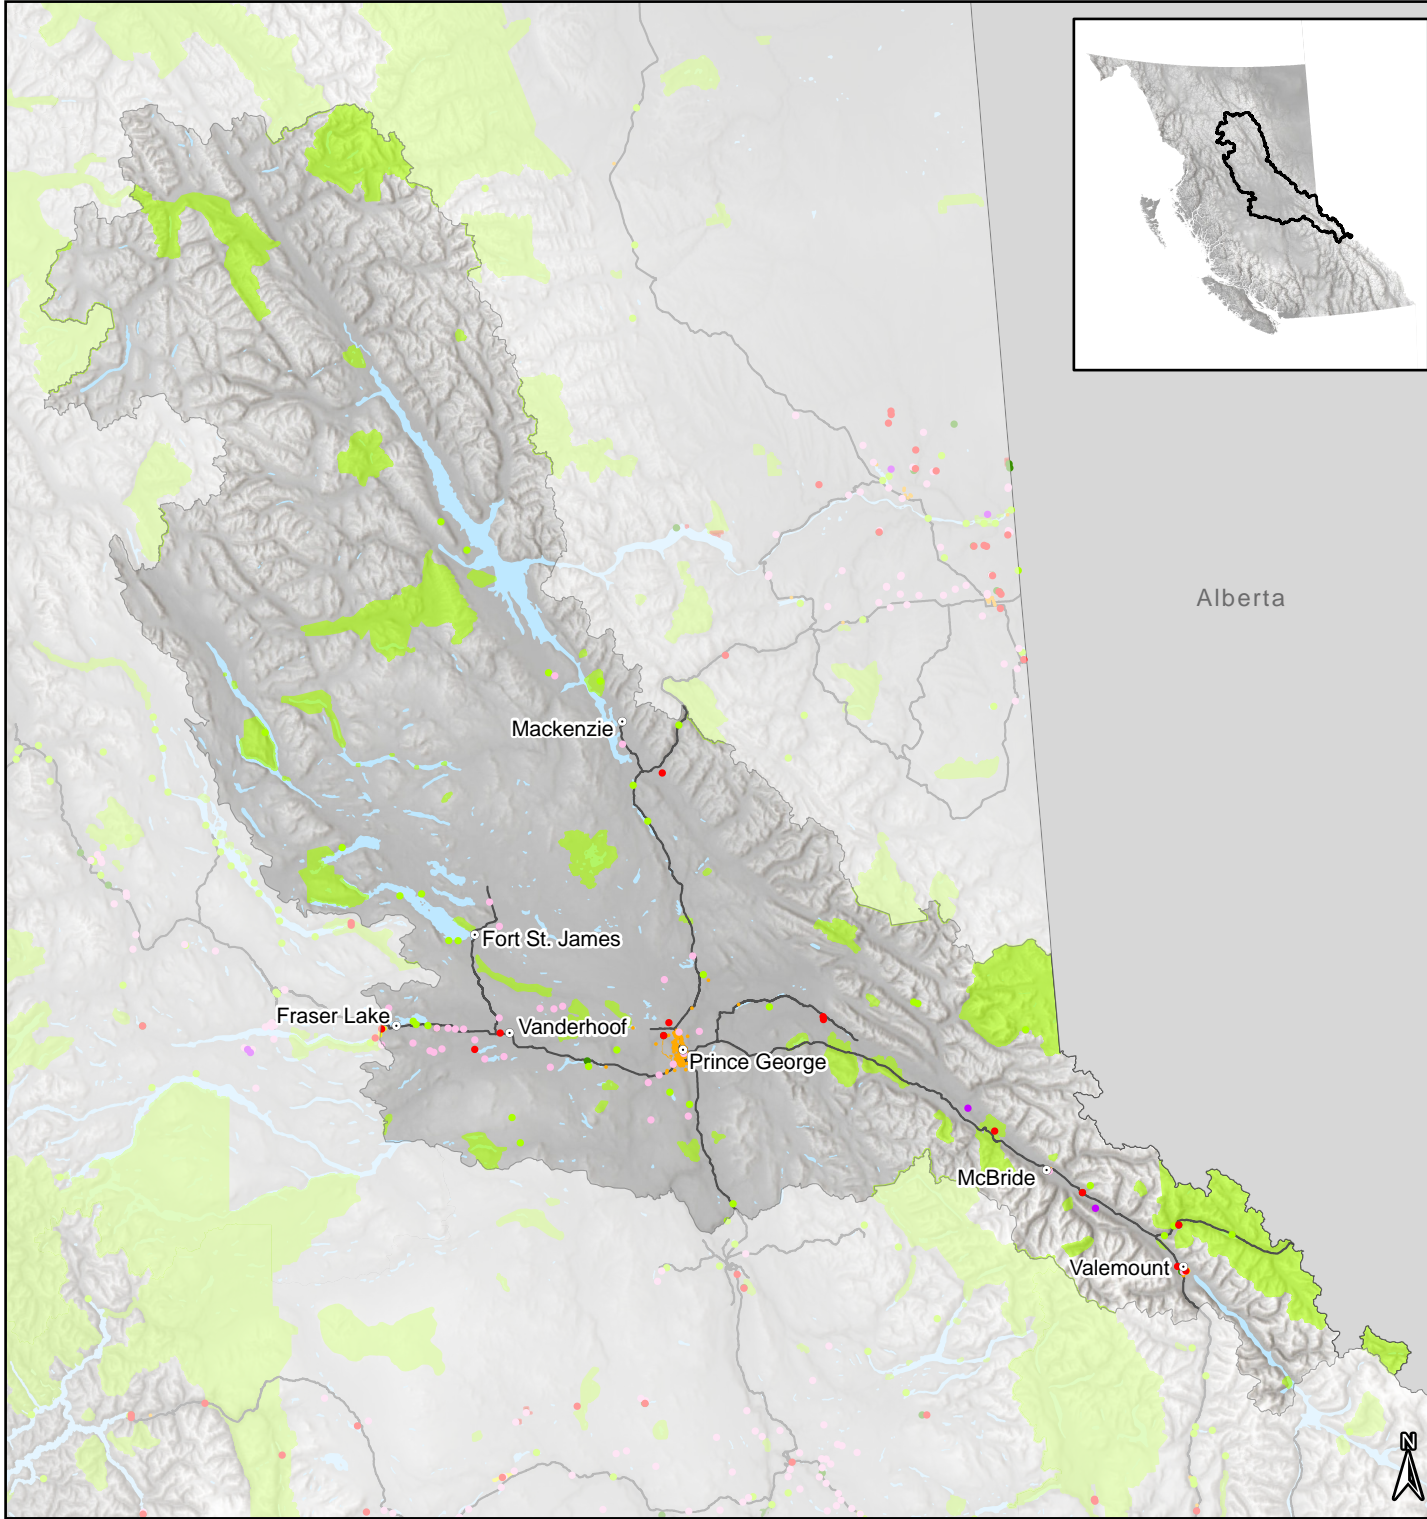 Alberta
Mackenzie
Fort St. James
Fraser Lake
Vanderhoof
Prince George
McBride
Valemount
N